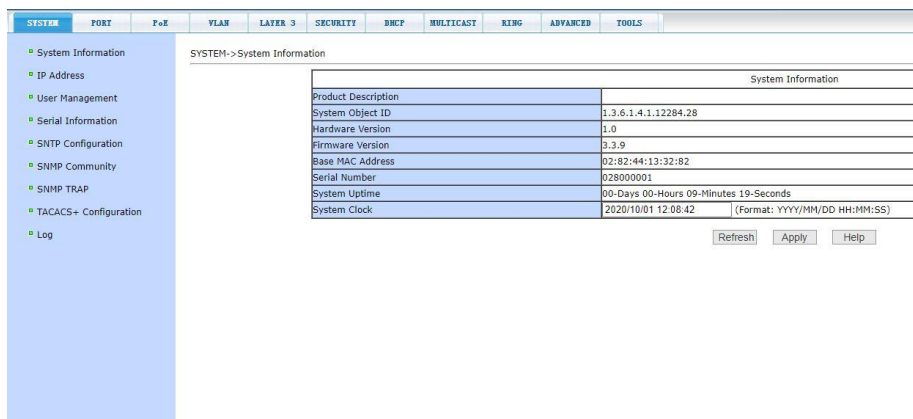 SYSTEM PORT PoE VLAN LAYER 3 SECURITY DHCP MULTICAST RING ADVANCED TOOLS
System Information
IP Address
User Management
Serial Information
SNTP Configuration
SNMP Community
SNMP TRAP
TACACS+ Configuration
Log
SYSTEM->System Information
System Information
Product Description
System Object ID 1.3.6.1.4.1.12284.28
Hardware Version 1.0
Firmware Version 3.3.9
Base MAC Address 02:82:44:13:32:82
Serial Number 028000001
System Uptime 00-Days 00-Hours 09-Minutes 19-Seconds
System Clock 2020/10/01 12:08:42 (Format: YYYY/MM/DD HH:MM:SS)
Refresh Apply Help